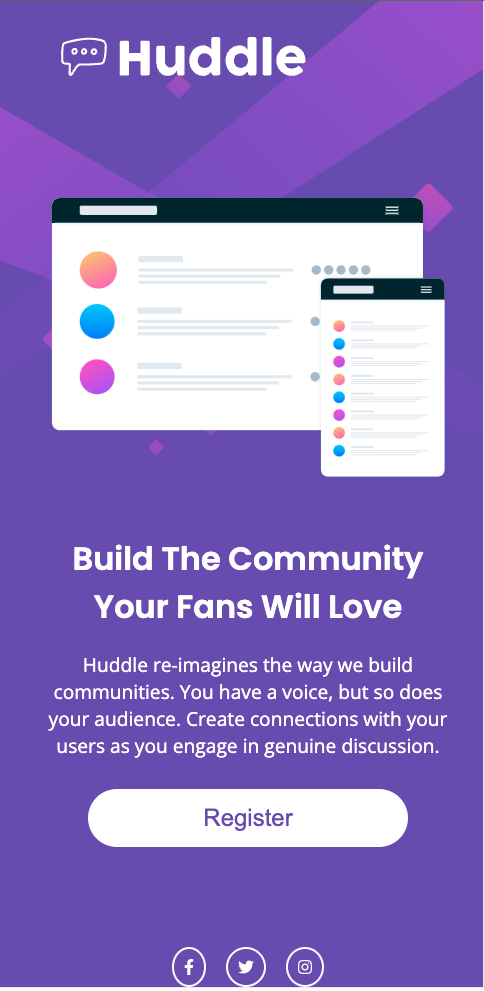 Huddle
Build The Community
Your Fans Will Love
Huddle re-imagines the way we build
communities. You have a voice, but so does
your audience. Create connections with your
users as you engage in genuine discussion.
Register